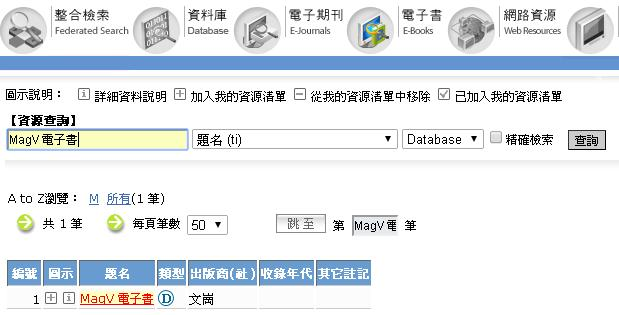 整合檢索 資料庫 電子期刊 電子書 網路資源
Federated Search Database E-Journals E-Books Web Resources
圖示說明： i 詳細資料說明 + 加入我的資源清單 − 從我的資源清單中移除 ✓ 已加入我的資源清單
【資源查詢】
MagV 電子書 題名 (ti) Database 精確檢索 查詢
A to Z瀏覽： M 所有(1 筆)
共 1 筆 每頁筆數 50 跳至 第 MagV電 筆
編號 圖示 題名 類型 出版商(社) 收錄年代 其它註記
1 + i MagV 電子書 D 文崗